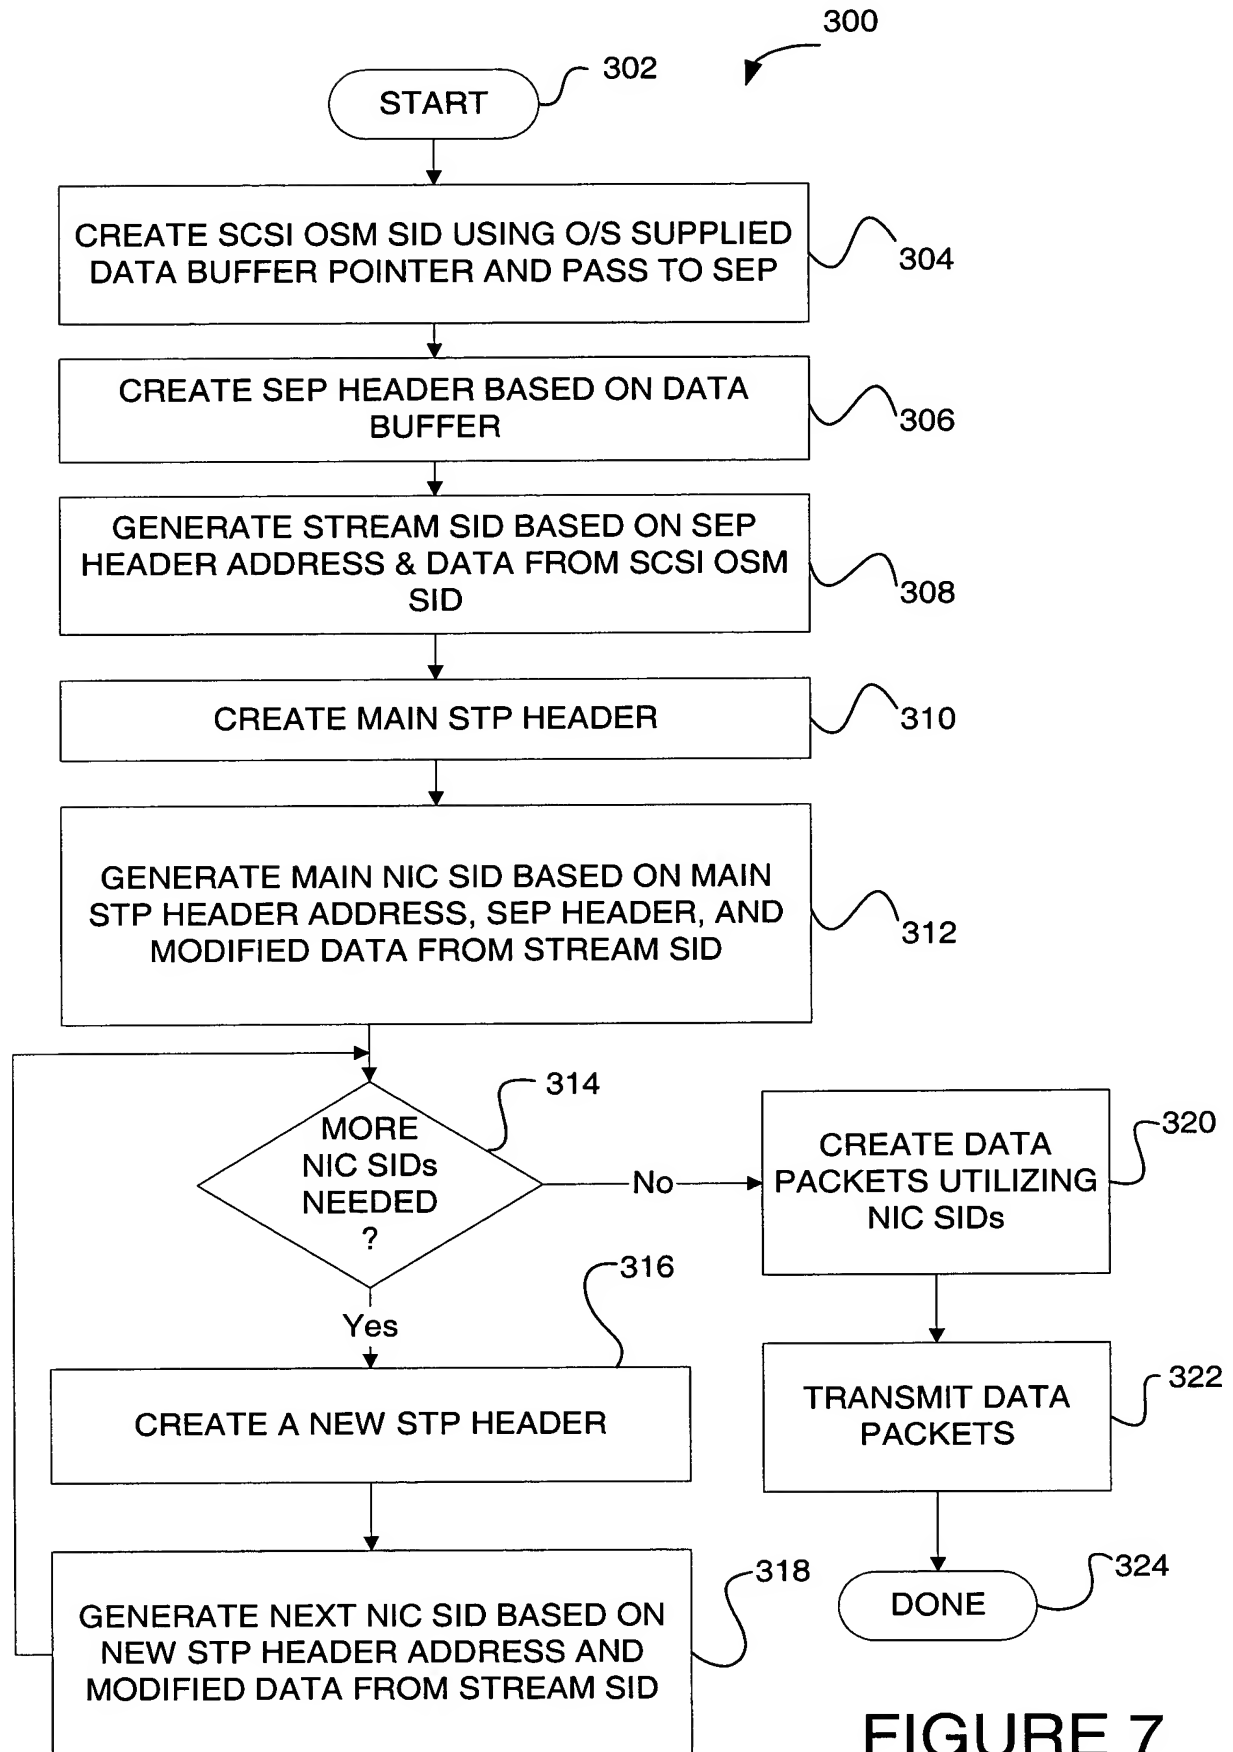 300
302
START
CREATE SCSI OSM SID USING O/S SUPPLIED
DATA BUFFER POINTER AND PASS TO SEP
304
CREATE SEP HEADER BASED ON DATA
BUFFER
306
GENERATE STREAM SID BASED ON SEP
HEADER ADDRESS & DATA FROM SCSI OSM
SID
308
CREATE MAIN STP HEADER
310
GENERATE MAIN NIC SID BASED ON MAIN
STP HEADER ADDRESS, SEP HEADER, AND
MODIFIED DATA FROM STREAM SID
312
314
MORE
NIC SIDs
NEEDED
?
No
CREATE DATA
PACKETS UTILIZING
NIC SIDs
320
Yes
316
CREATE A NEW STP HEADER
TRANSMIT DATA
PACKETS
322
GENERATE NEXT NIC SID BASED ON
NEW STP HEADER ADDRESS AND
MODIFIED DATA FROM STREAM SID
318
DONE
324
FIGURE 7